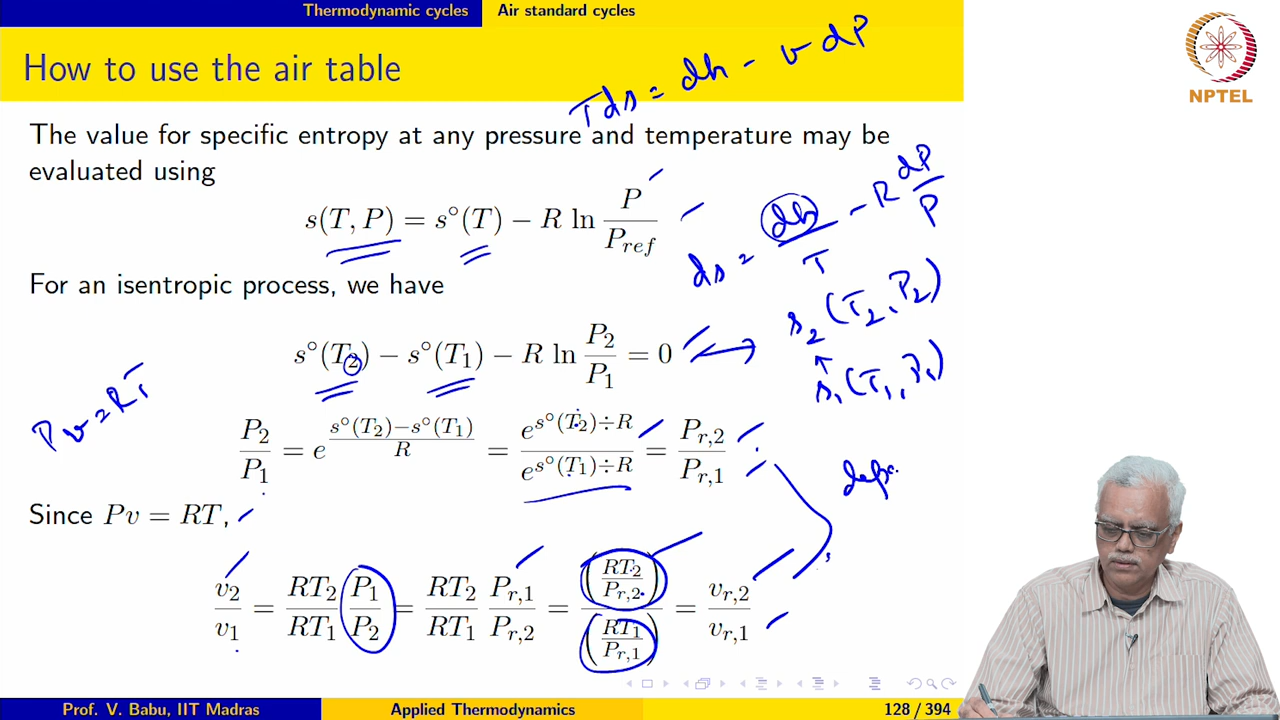 Thermodynamic cycles Air standard cycles
How to use the air table
NPTEL
Tds = dh - v dP
The value for specific entropy at any pressure and temperature may be
evaluated using
s(T, P) = s°(T) − R ln P/P_ref
ds = dh/T - R dP/P
For an isentropic process, we have
s₂ (T₂, P₂)
s°(T₂) − s°(T₁) − R ln P₂/P₁ = 0
s₁ (T₁, P₁)
Pv = RT
P₂/P₁ = e^((s°(T₂)−s°(T₁))/R) = e^(s°(T₂)÷R)/e^(s°(T₁)÷R) = P_r,2/P_r,1
Since Pv = RT,
v₂/v₁ = RT₂/RT₁ P₁/P₂ = RT₂/RT₁ P_r,1/P_r,2 = (RT₂/P_r,2)/(RT₁/P_r,1) = v_r,2/v_r,1
Prof. V. Babu, IIT Madras Applied Thermodynamics 128 / 394